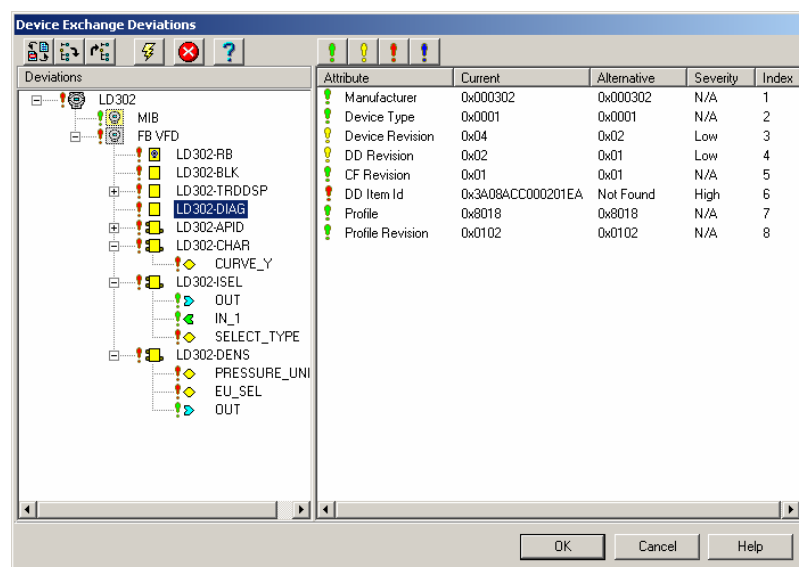 Device Exchange Deviations
Deviations
LD302
MIB
FB VFD
LD302-RB
LD302-BLK
LD302-TRDDSP
LD302-DIAG
LD302-APID
LD302-CHAR
CURVE_Y
LD302-ISEL
OUT
IN_1
SELECT_TYPE
LD302-DENS
PRESSURE_UNI
EU_SEL
OUT
Attribute Current Alternative Severity Index
Manufacturer 0x000302 0x000302 N/A 1
Device Type 0x0001 0x0001 N/A 2
Device Revision 0x04 0x02 Low 3
DD Revision 0x02 0x01 Low 4
CF Revision 0x01 0x01 N/A 5
DD Item Id 0x3A08ACC000201EA Not Found High 6
Profile 0x8018 0x8018 N/A 7
Profile Revision 0x0102 0x0102 N/A 8
OK Cancel Help